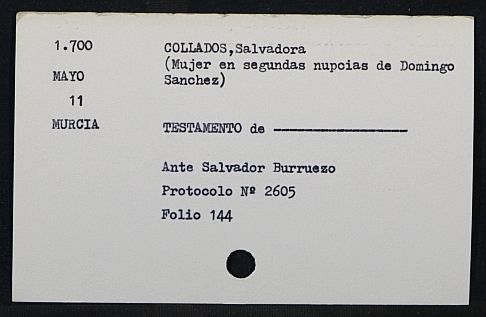 1.700
MAYO
11
MURCIA
COLLADOS,Salvadora
(Mujer en segundas nupcias de Domingo
Sanchez)
TESTAMENTO de ------------------
Ante Salvador Burruezo
Protocolo Nº 2605
Folio 144